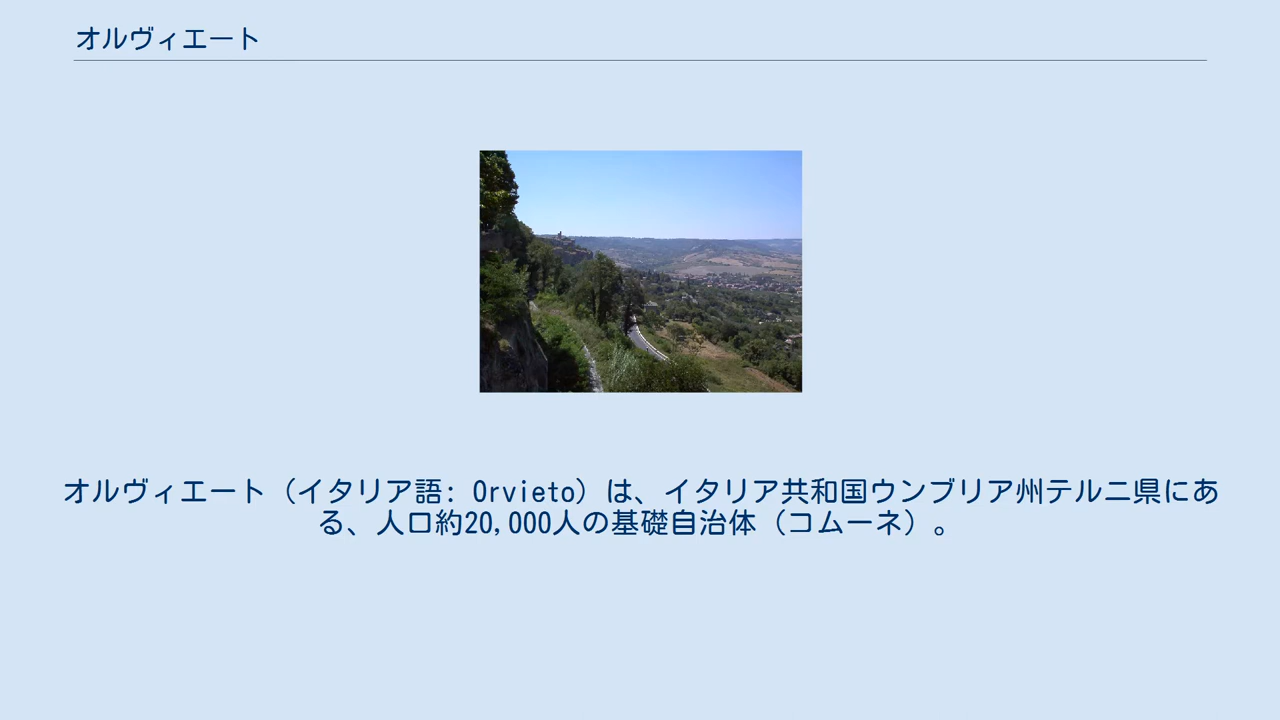 オルヴィエート
オルヴィエート（イタリア語: Orvieto）は、イタリア共和国ウンブリア州テルニ県にあ
る、人口約20,000人の基礎自治体（コムーネ）。